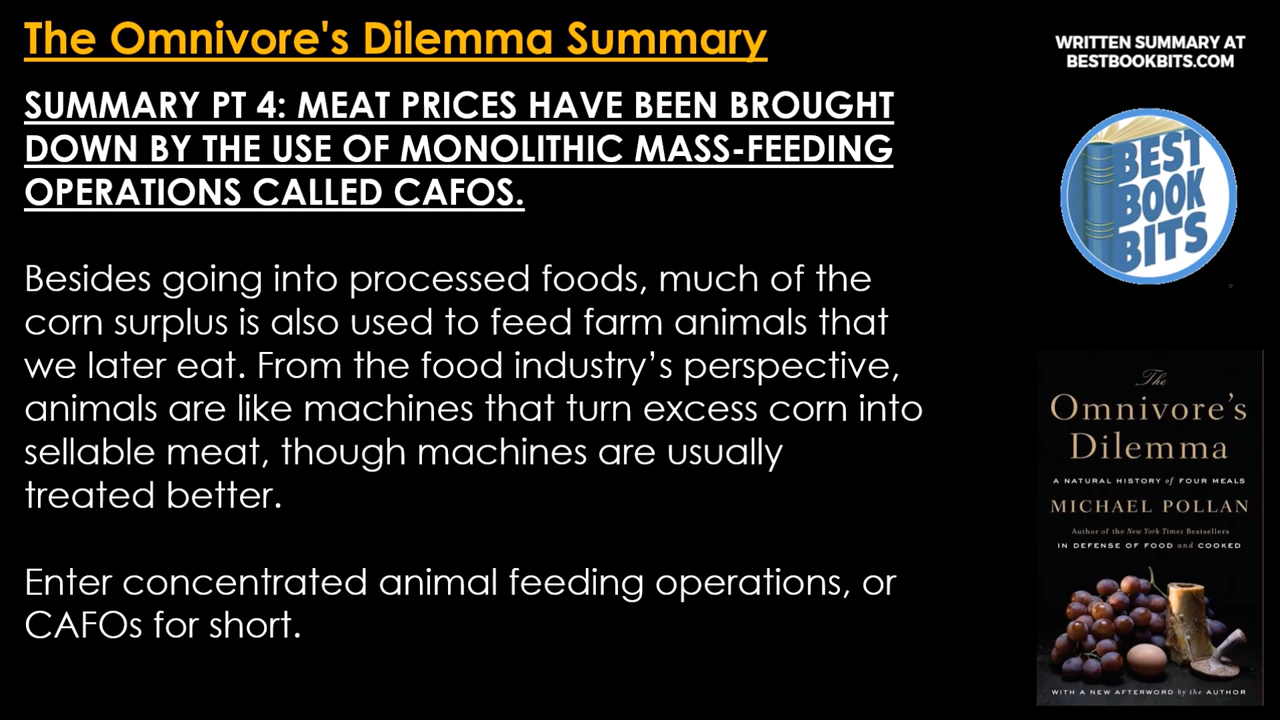 The Omnivore's Dilemma Summary
SUMMARY PT 4: MEAT PRICES HAVE BEEN BROUGHT
DOWN BY THE USE OF MONOLITHIC MASS-FEEDING
OPERATIONS CALLED CAFOS.
Besides going into processed foods, much of the
corn surplus is also used to feed farm animals that
we later eat. From the food industry’s perspective,
animals are like machines that turn excess corn into
sellable meat, though machines are usually
treated better.
Enter concentrated animal feeding operations, or
CAFOs for short.
WRITTEN SUMMARY AT
BESTBOOKBITS.COM
BEST
BOOK
BITS
The
Omnivore's
Dilemma
A NATURAL HISTORY of FOUR MEALS
MICHAEL POLLAN
Author of the New York Times Bestsellers
IN DEFENSE OF FOOD and COOKED
WITH A NEW AFTERWORD by the AUTHOR